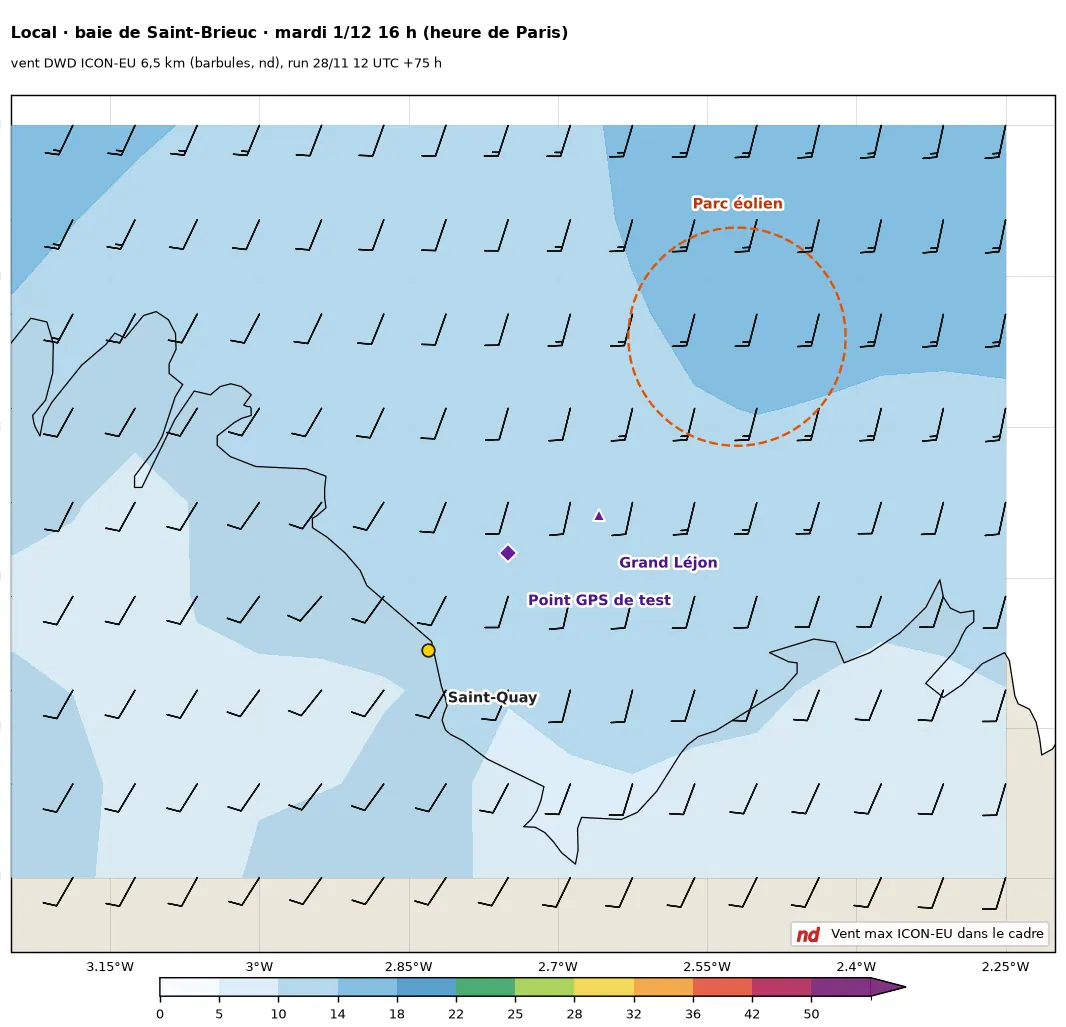 Local · baie de Saint-Brieuc · mardi 1/12 16 h (heure de Paris)
vent DWD ICON-EU 6,5 km (barbules, nd), run 28/11 12 UTC +75 h
Parc éolien
Grand Léjon
Point GPS de test
Saint-Quay
nd Vent max ICON-EU dans le cadre
3.15°W 3°W 2.85°W 2.7°W 2.55°W 2.4°W 2.25°W
0 5 10 14 18 22 25 28 32 36 42 50